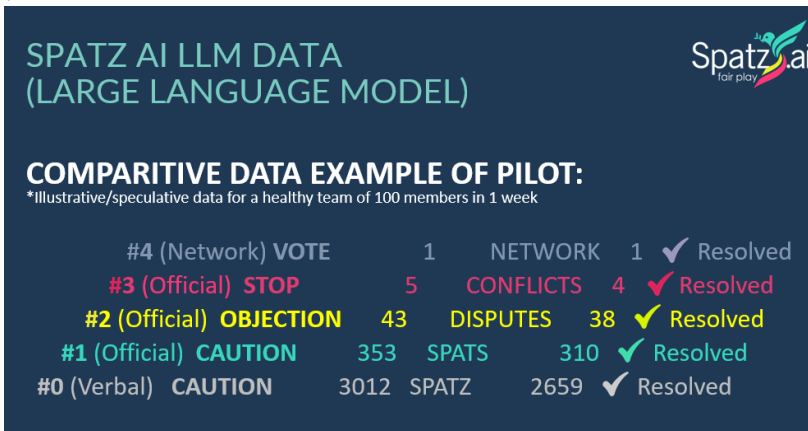 SPATZ AI LLM DATA
(LARGE LANGUAGE MODEL)
Spatz.ai
fair play
COMPARITIVE DATA EXAMPLE OF PILOT:
*Illustrative/speculative data for a healthy team of 100 members in 1 week
#4 (Network) VOTE 1 NETWORK 1 ✓ Resolved
#3 (Official) STOP 5 CONFLICTS 4 ✓ Resolved
#2 (Official) OBJECTION 43 DISPUTES 38 ✓ Resolved
#1 (Official) CAUTION 353 SPATS 310 ✓ Resolved
#0 (Verbal) CAUTION 3012 SPATZ 2659 ✓ Resolved